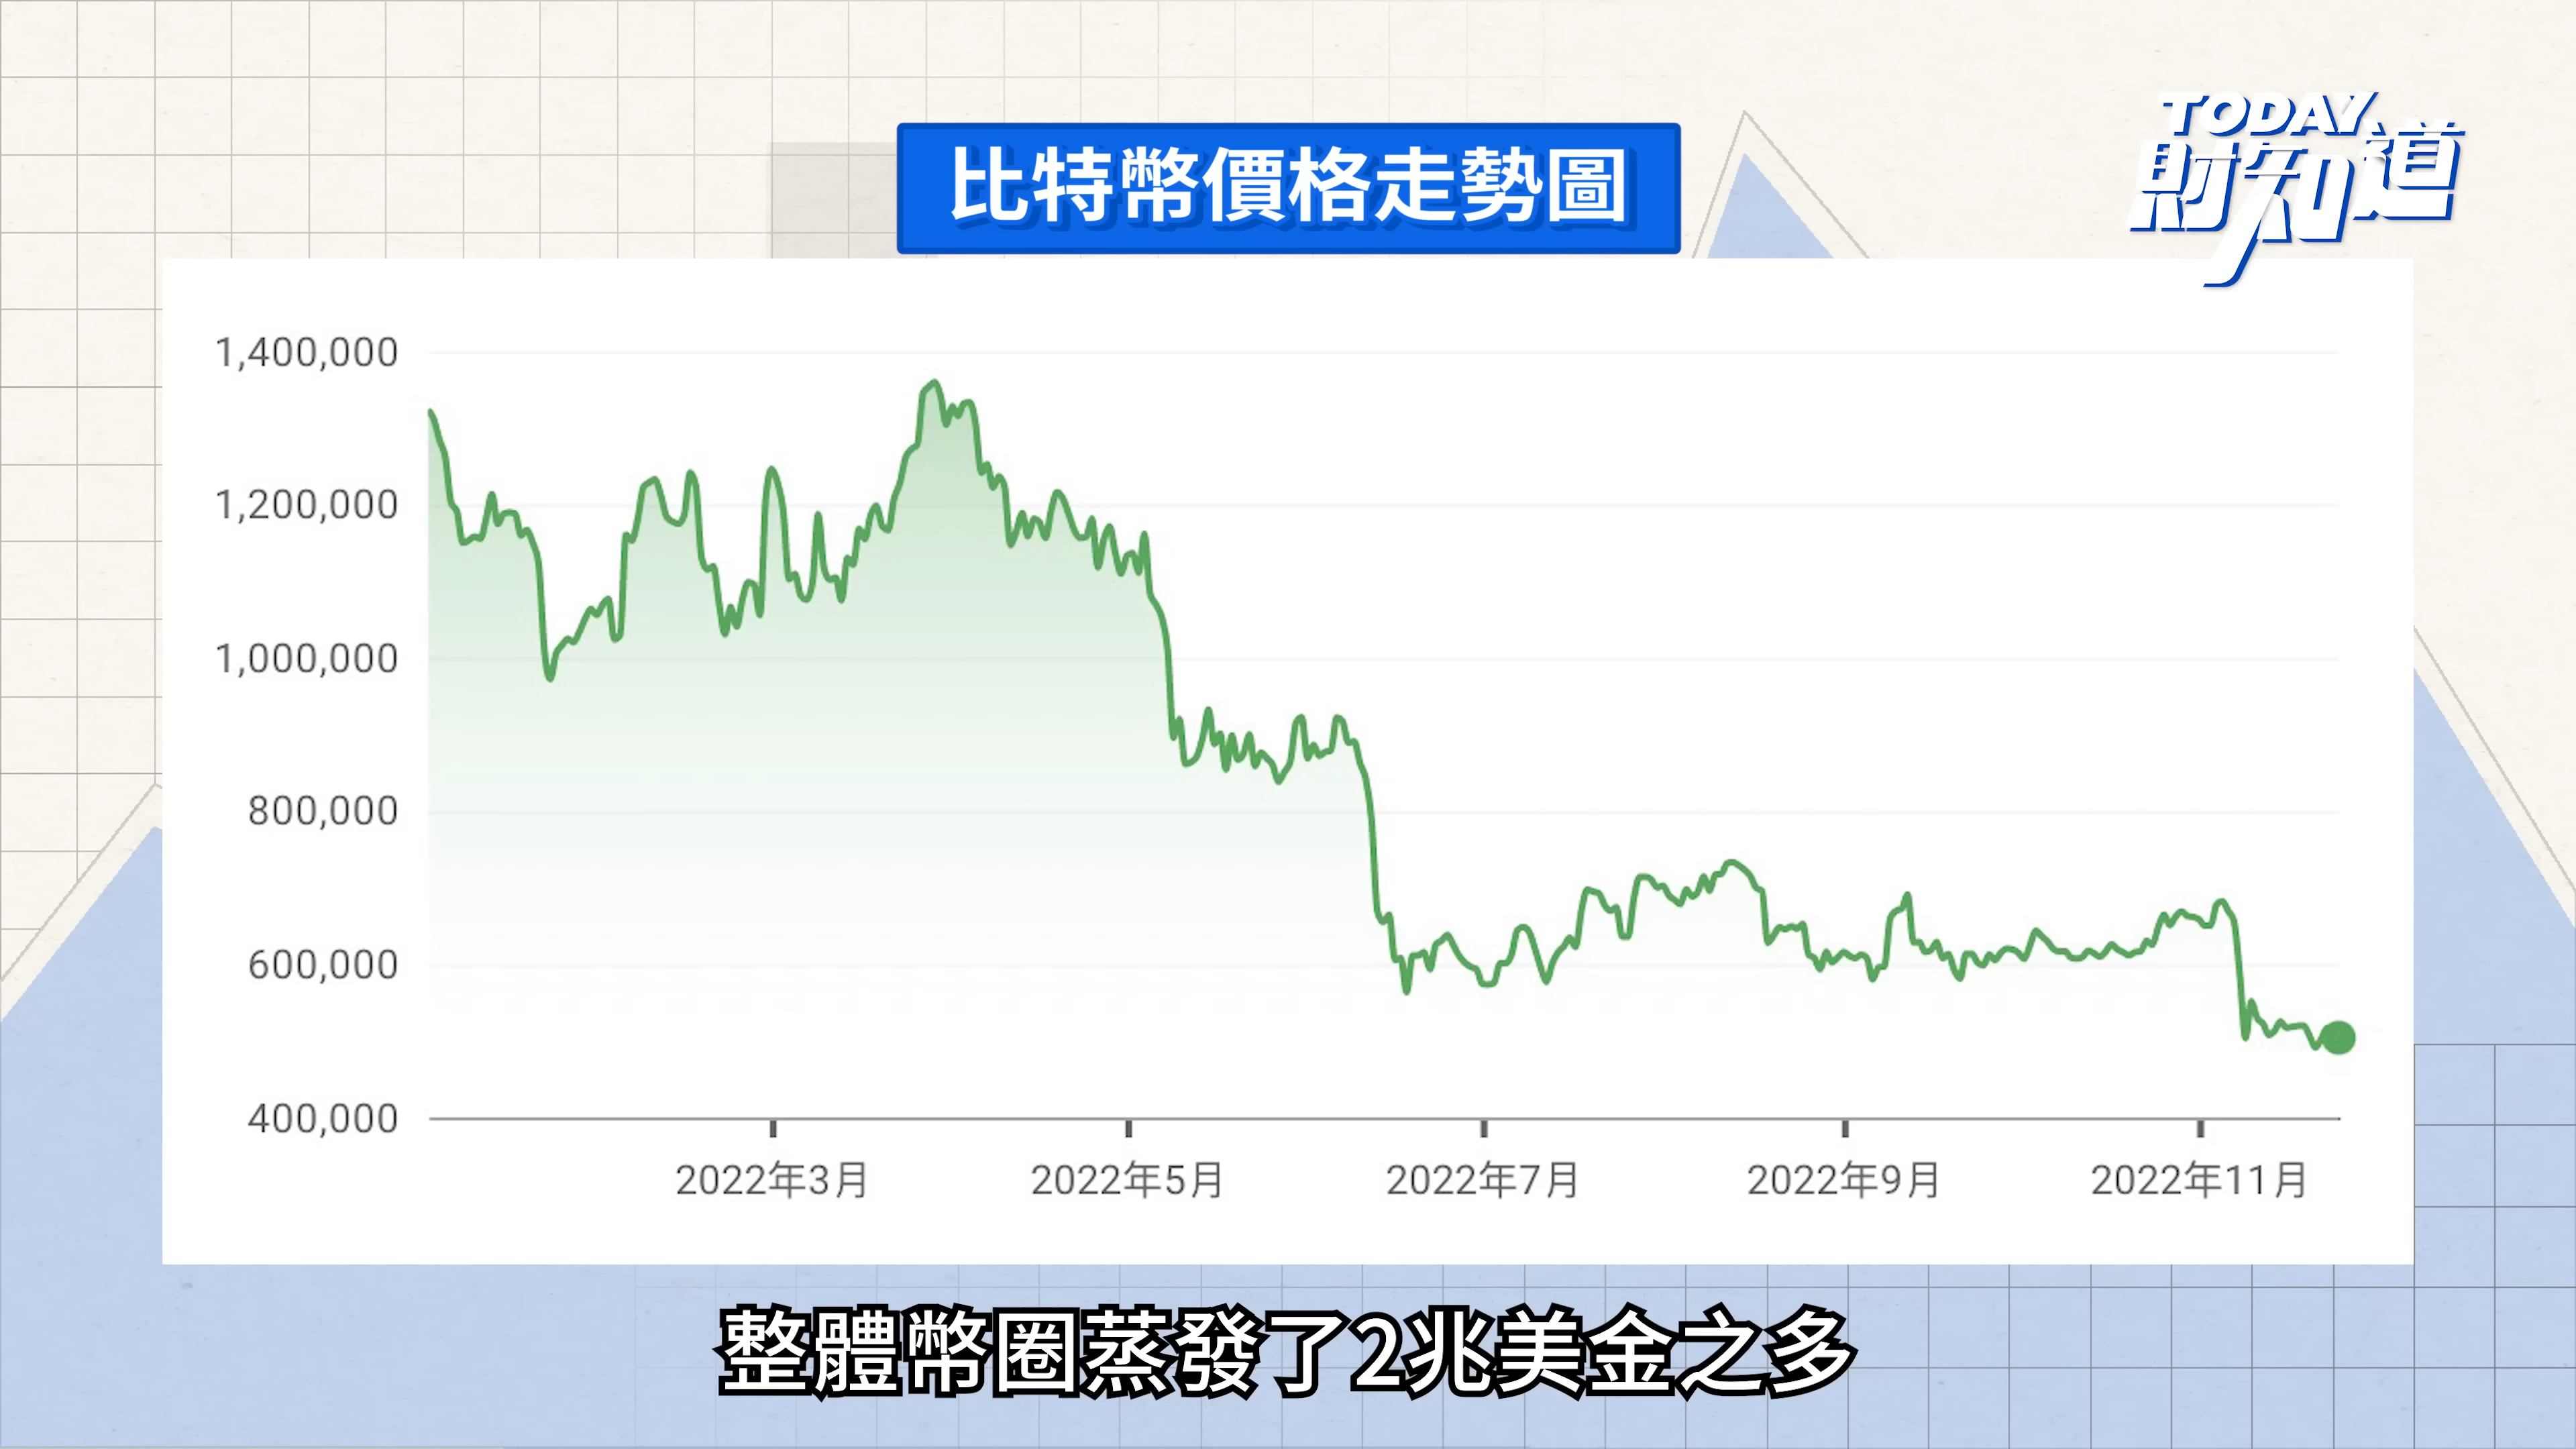 比特幣價格走勢圖
TODAY
財知道
1,400,000
1,200,000
1,000,000
800,000
600,000
400,000
2022年3月
2022年5月
2022年7月
2022年9月
2022年11月
整體幣圈蒸發了2兆美金之多